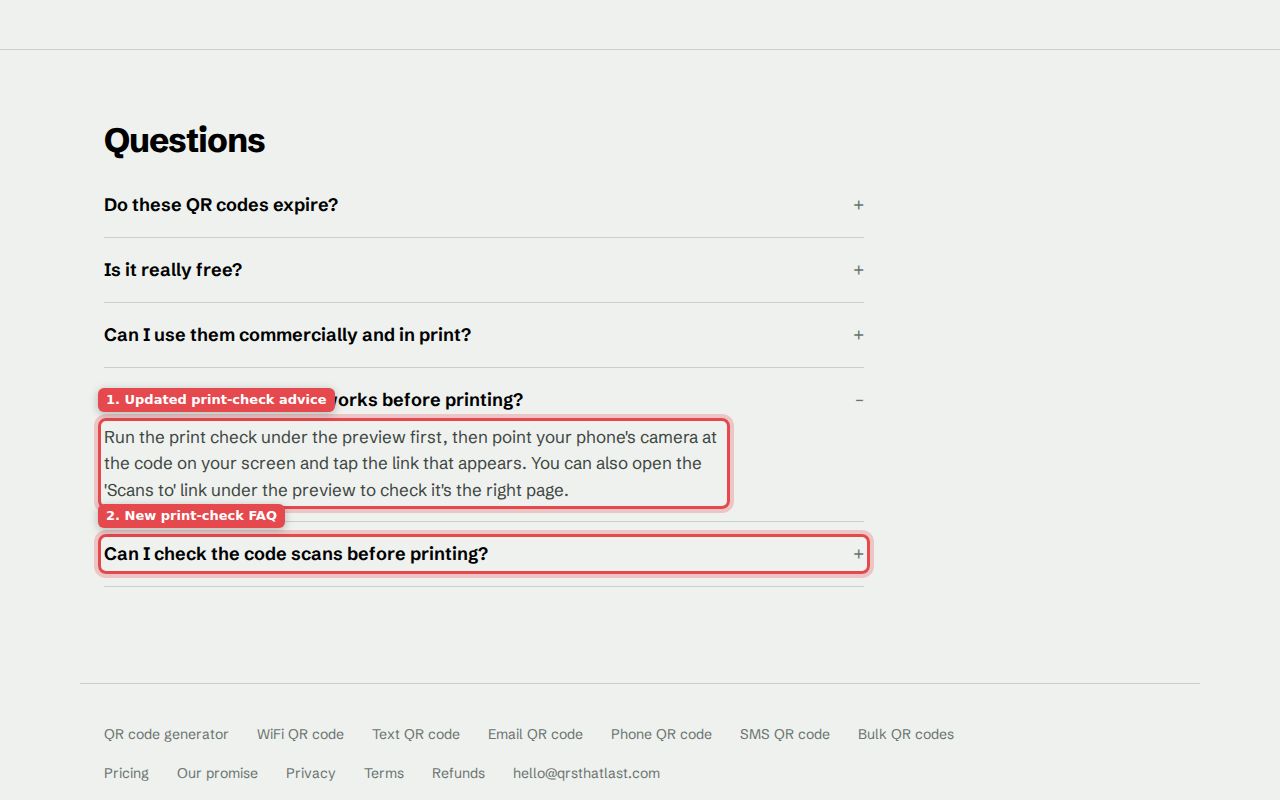 Questions
Do these QR codes expire? +
Is it really free? +
Can I use them commercially and in print? +
1. Updated print-check advice
works before printing? –
Run the print check under the preview first, then point your phone's camera at
the code on your screen and tap the link that appears. You can also open the
'Scans to' link under the preview to check it's the right page.
2. New print-check FAQ
Can I check the code scans before printing? +
QR code generator WiFi QR code Text QR code Email QR code Phone QR code SMS QR code Bulk QR codes
Pricing Our promise Privacy Terms Refunds hello@qrsthatlast.com